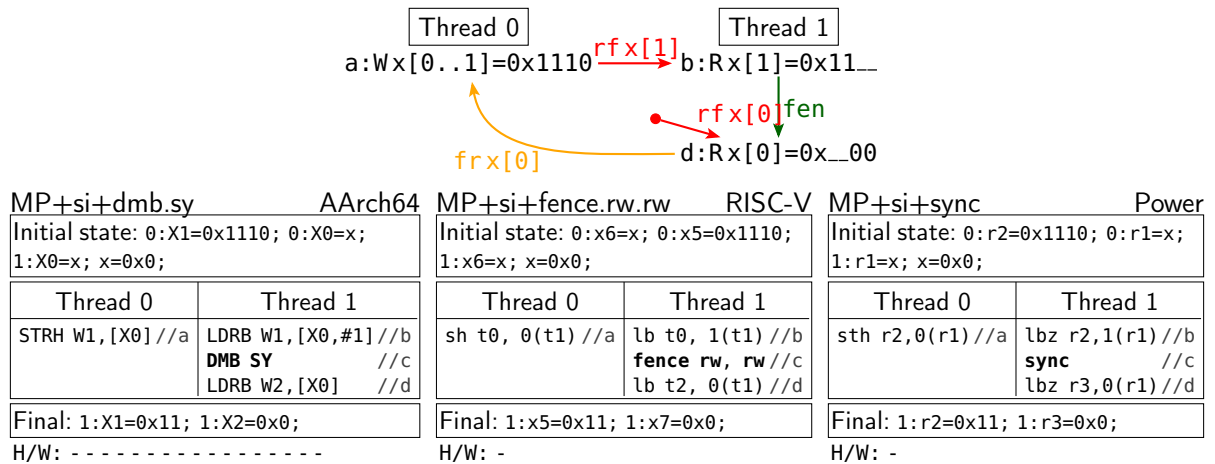 Thread 0 Thread 1
a:Wx[0..1]=0x1110 rfx[1] b:Rx[1]=0x11__
rfx[0] fen
frx[0] d:Rx[0]=0x__00
MP+si+dmb.sy AArch64
Initial state: 0:X1=0x1110; 0:X0=x;
1:X0=x; x=0x0;
Thread 0 Thread 1
STRH W1,[X0]//a LDRB W1,[X0,#1]//b
DMB SY //c
LDRB W2,[X0] //d
Final: 1:X1=0x11; 1:X2=0x0;
H/W: - - - - - - - - - - - - - - - - -
MP+si+fence.rw.rw RISC-V
Initial state: 0:x6=x; 0:x5=0x1110;
1:x6=x; x=0x0;
Thread 0 Thread 1
sh t0, 0(t1)//a lb t0, 1(t1)//b
fence rw, rw//c
lb t2, 0(t1)//d
Final: 1:x5=0x11; 1:x7=0x0;
H/W: -
MP+si+sync Power
Initial state: 0:r2=0x1110; 0:r1=x;
1:r1=x; x=0x0;
Thread 0 Thread 1
sth r2,0(r1)//a lbz r2,1(r1)//b
sync //c
lbz r3,0(r1)//d
Final: 1:r2=0x11; 1:r3=0x0;
H/W: -